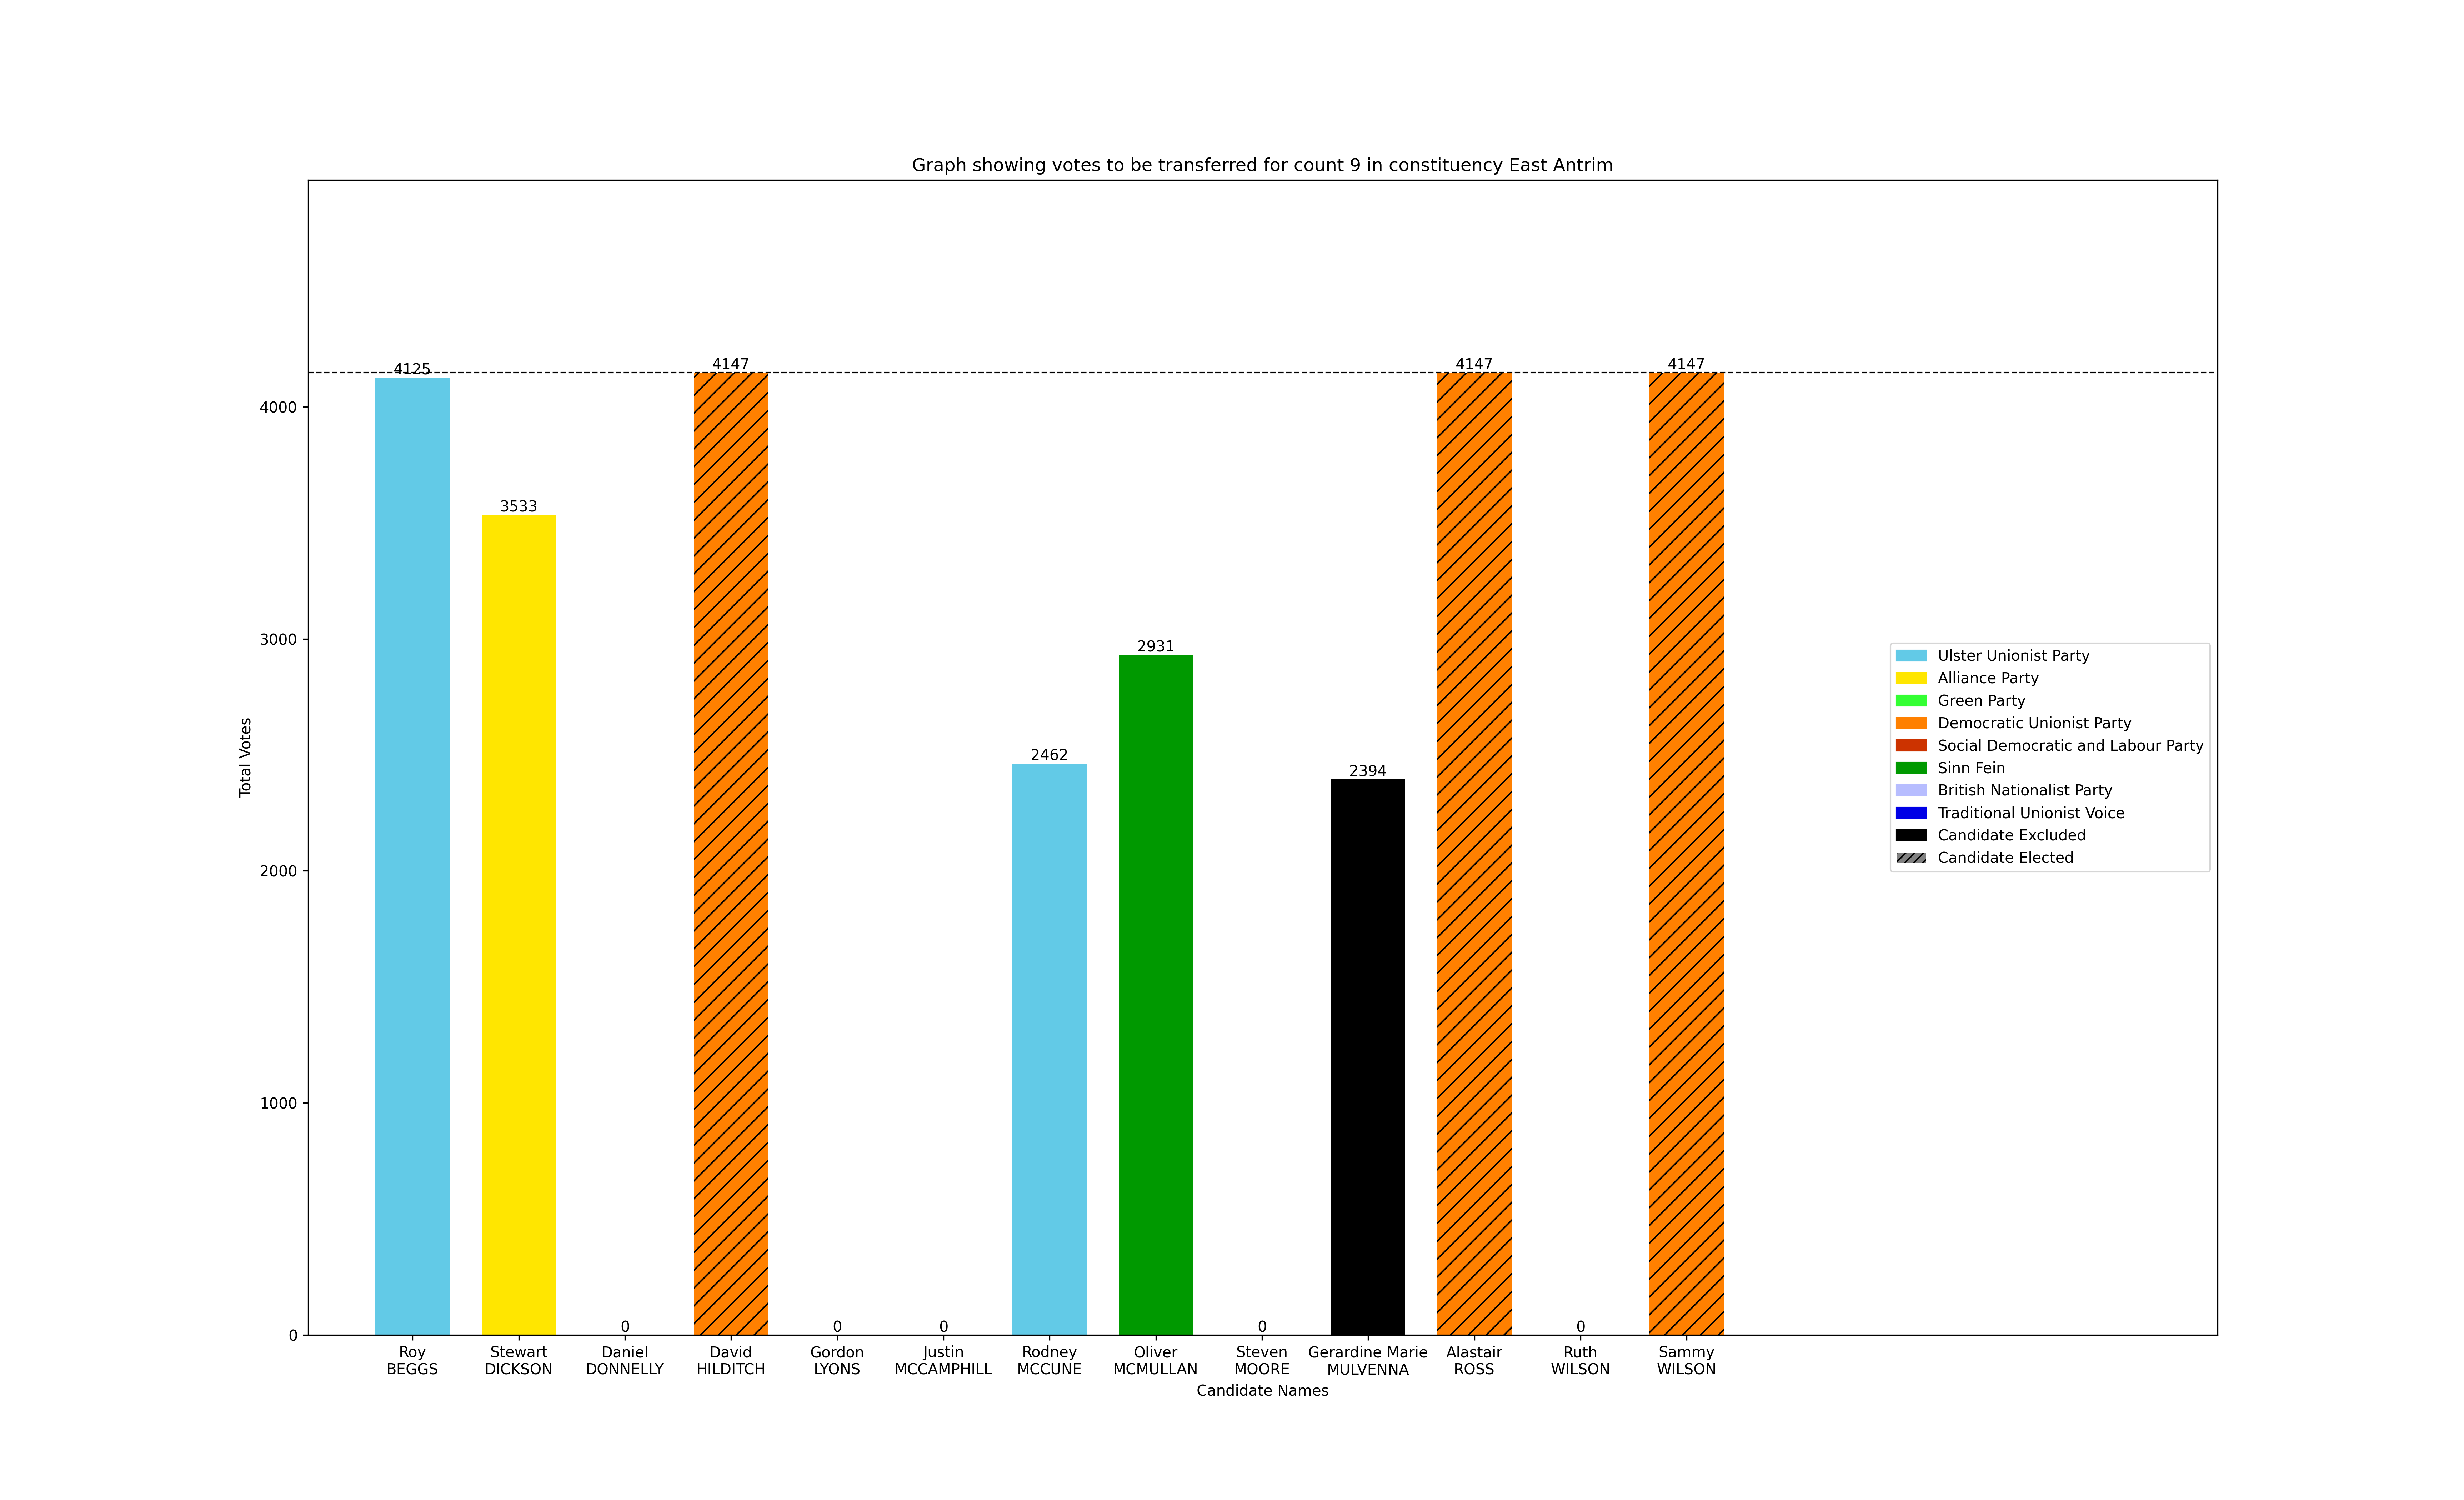 Graph showing votes to be transferred for count 9 in constituency East Antrim
4125
4147
4147
4147
4000
3533
3000
2931
2462
2394
2000
1000
0
0
0
0
0
0
Total Votes
Ulster Unionist Party
Alliance Party
Green Party
Democratic Unionist Party
Social Democratic and Labour Party
Sinn Fein
British Nationalist Party
Traditional Unionist Voice
Candidate Excluded
Candidate Elected
Roy
BEGGS
Stewart
DICKSON
Daniel
DONNELLY
David
HILDITCH
Gordon
LYONS
Justin
MCCAMPHILL
Rodney
MCCUNE
Oliver
MCMULLAN
Steven
MOORE
Gerardine Marie
MULVENNA
Alastair
ROSS
Ruth
WILSON
Sammy
WILSON
Candidate Names